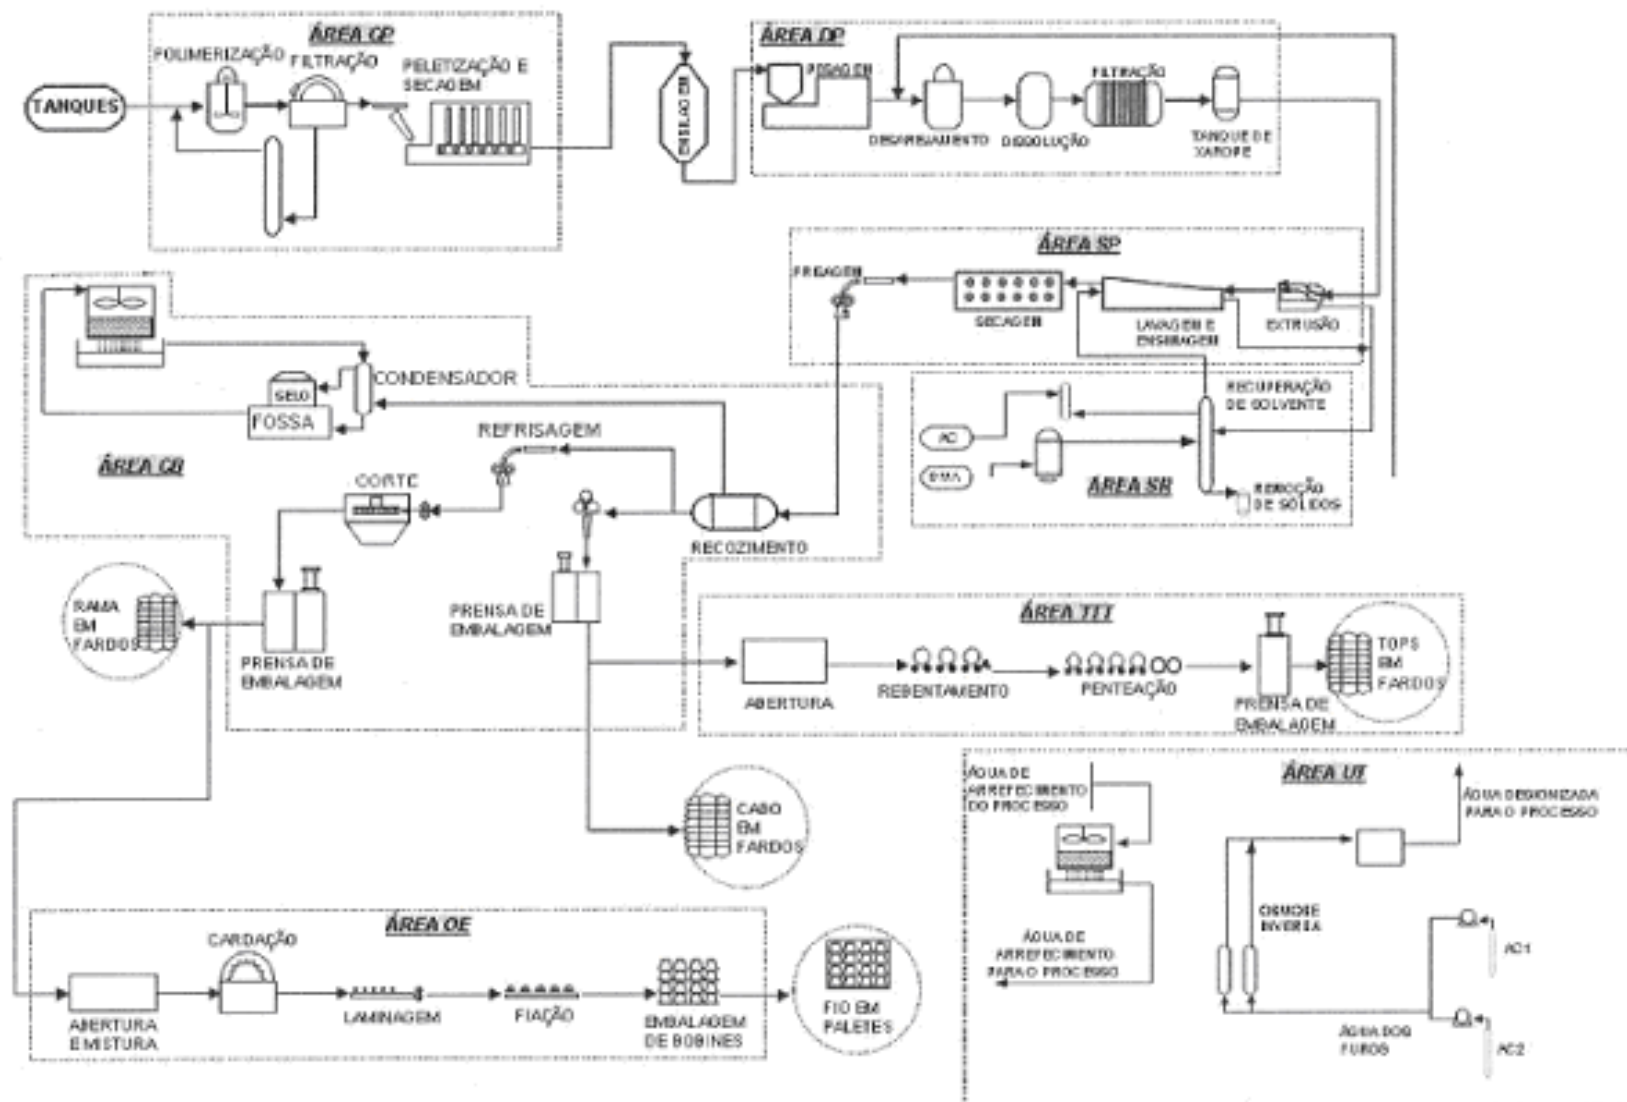 ÁREA CP
POLIMERIZAÇÃO
FILTRAÇÃO
PELETIZAÇÃO E
SECAGEM
TANQUES
ENSILAGEM
ÁREA DP
PESAGEM
DESAREJAMENTO
DISSOLUÇÃO
FILTRAÇÃO
TANQUE DE
XAROPE
ÁREA SP
FRISAGEM
SECAGEM
LAVAGEM E
ENSIMAGEM
EXTRUSÃO
RECUPERAÇÃO
DE SOLVENTE
AC
DMA
ÁREA SR
REMOÇÃO
DE SÓLIDOS
CONDENSADOR
SELO
FOSSA
ÁREA CB
REFRISAGEM
CORTE
RECOZIMENTO
PRENSA DE
EMBALAGEM
RAMA
EM
FARDOS
PRENSA DE
EMBALAGEM
ÁREA TTT
ABERTURA
REBENTAMENTO
PENTEAÇÃO
PRENSA DE
EMBALAGEM
TOPS
EM
FARDOS
CABO
EM
FARDOS
ÁREA UT
ÁGUA DE
ARREFECIMENTO
DO PROCESSO
ÁGUA DESIONIZADA
PARA O PROCESSO
OSMOSE
INVERSA
ÁGUA DE
ARREFECIMENTO
PARA O PROCESSO
AC1
ÁGUA DOS
FUROS
AC2
ÁREA OE
CARDAÇÃO
ABERTURA
E MISTURA
LAMINAGEM
FIAÇÃO
EMBALAGEM
DE BOBINES
FIO EM
PALETES